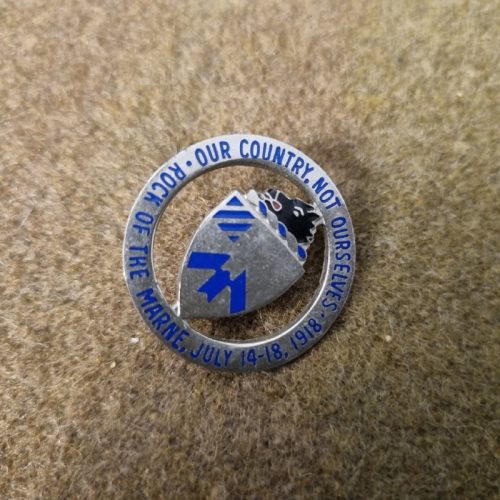 OUR COUNTRY, NOT OURSELVES ·
ROCK OF THE MARNE, JULY 14-18, 1918 ·